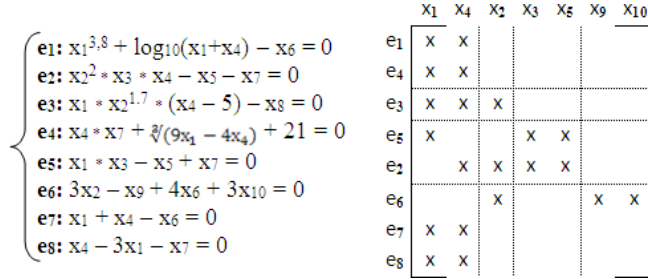 e1: x1^3,8 + log10(x1+x4) – x6 = 0
e2: x2^2 * x3 * x4 – x5 – x7 = 0
e3: x1 * x2^1.7 * (x4 – 5) – x8 = 0
e4: x4 * x7 + ∛(9x1 – 4x4) + 21 = 0
e5: x1 * x3 – x5 + x7 = 0
e6: 3x2 – x9 + 4x6 + 3x10 = 0
e7: x1 + x4 – x6 = 0
e8: x4 – 3x1 – x7 = 0
x1 x4 x2 x3 x5 x9 x10
e1 x x
e4 x x
e3 x x x
e5 x x x
e2 x x x x
e6 x x x
e7 x x
e8 x x